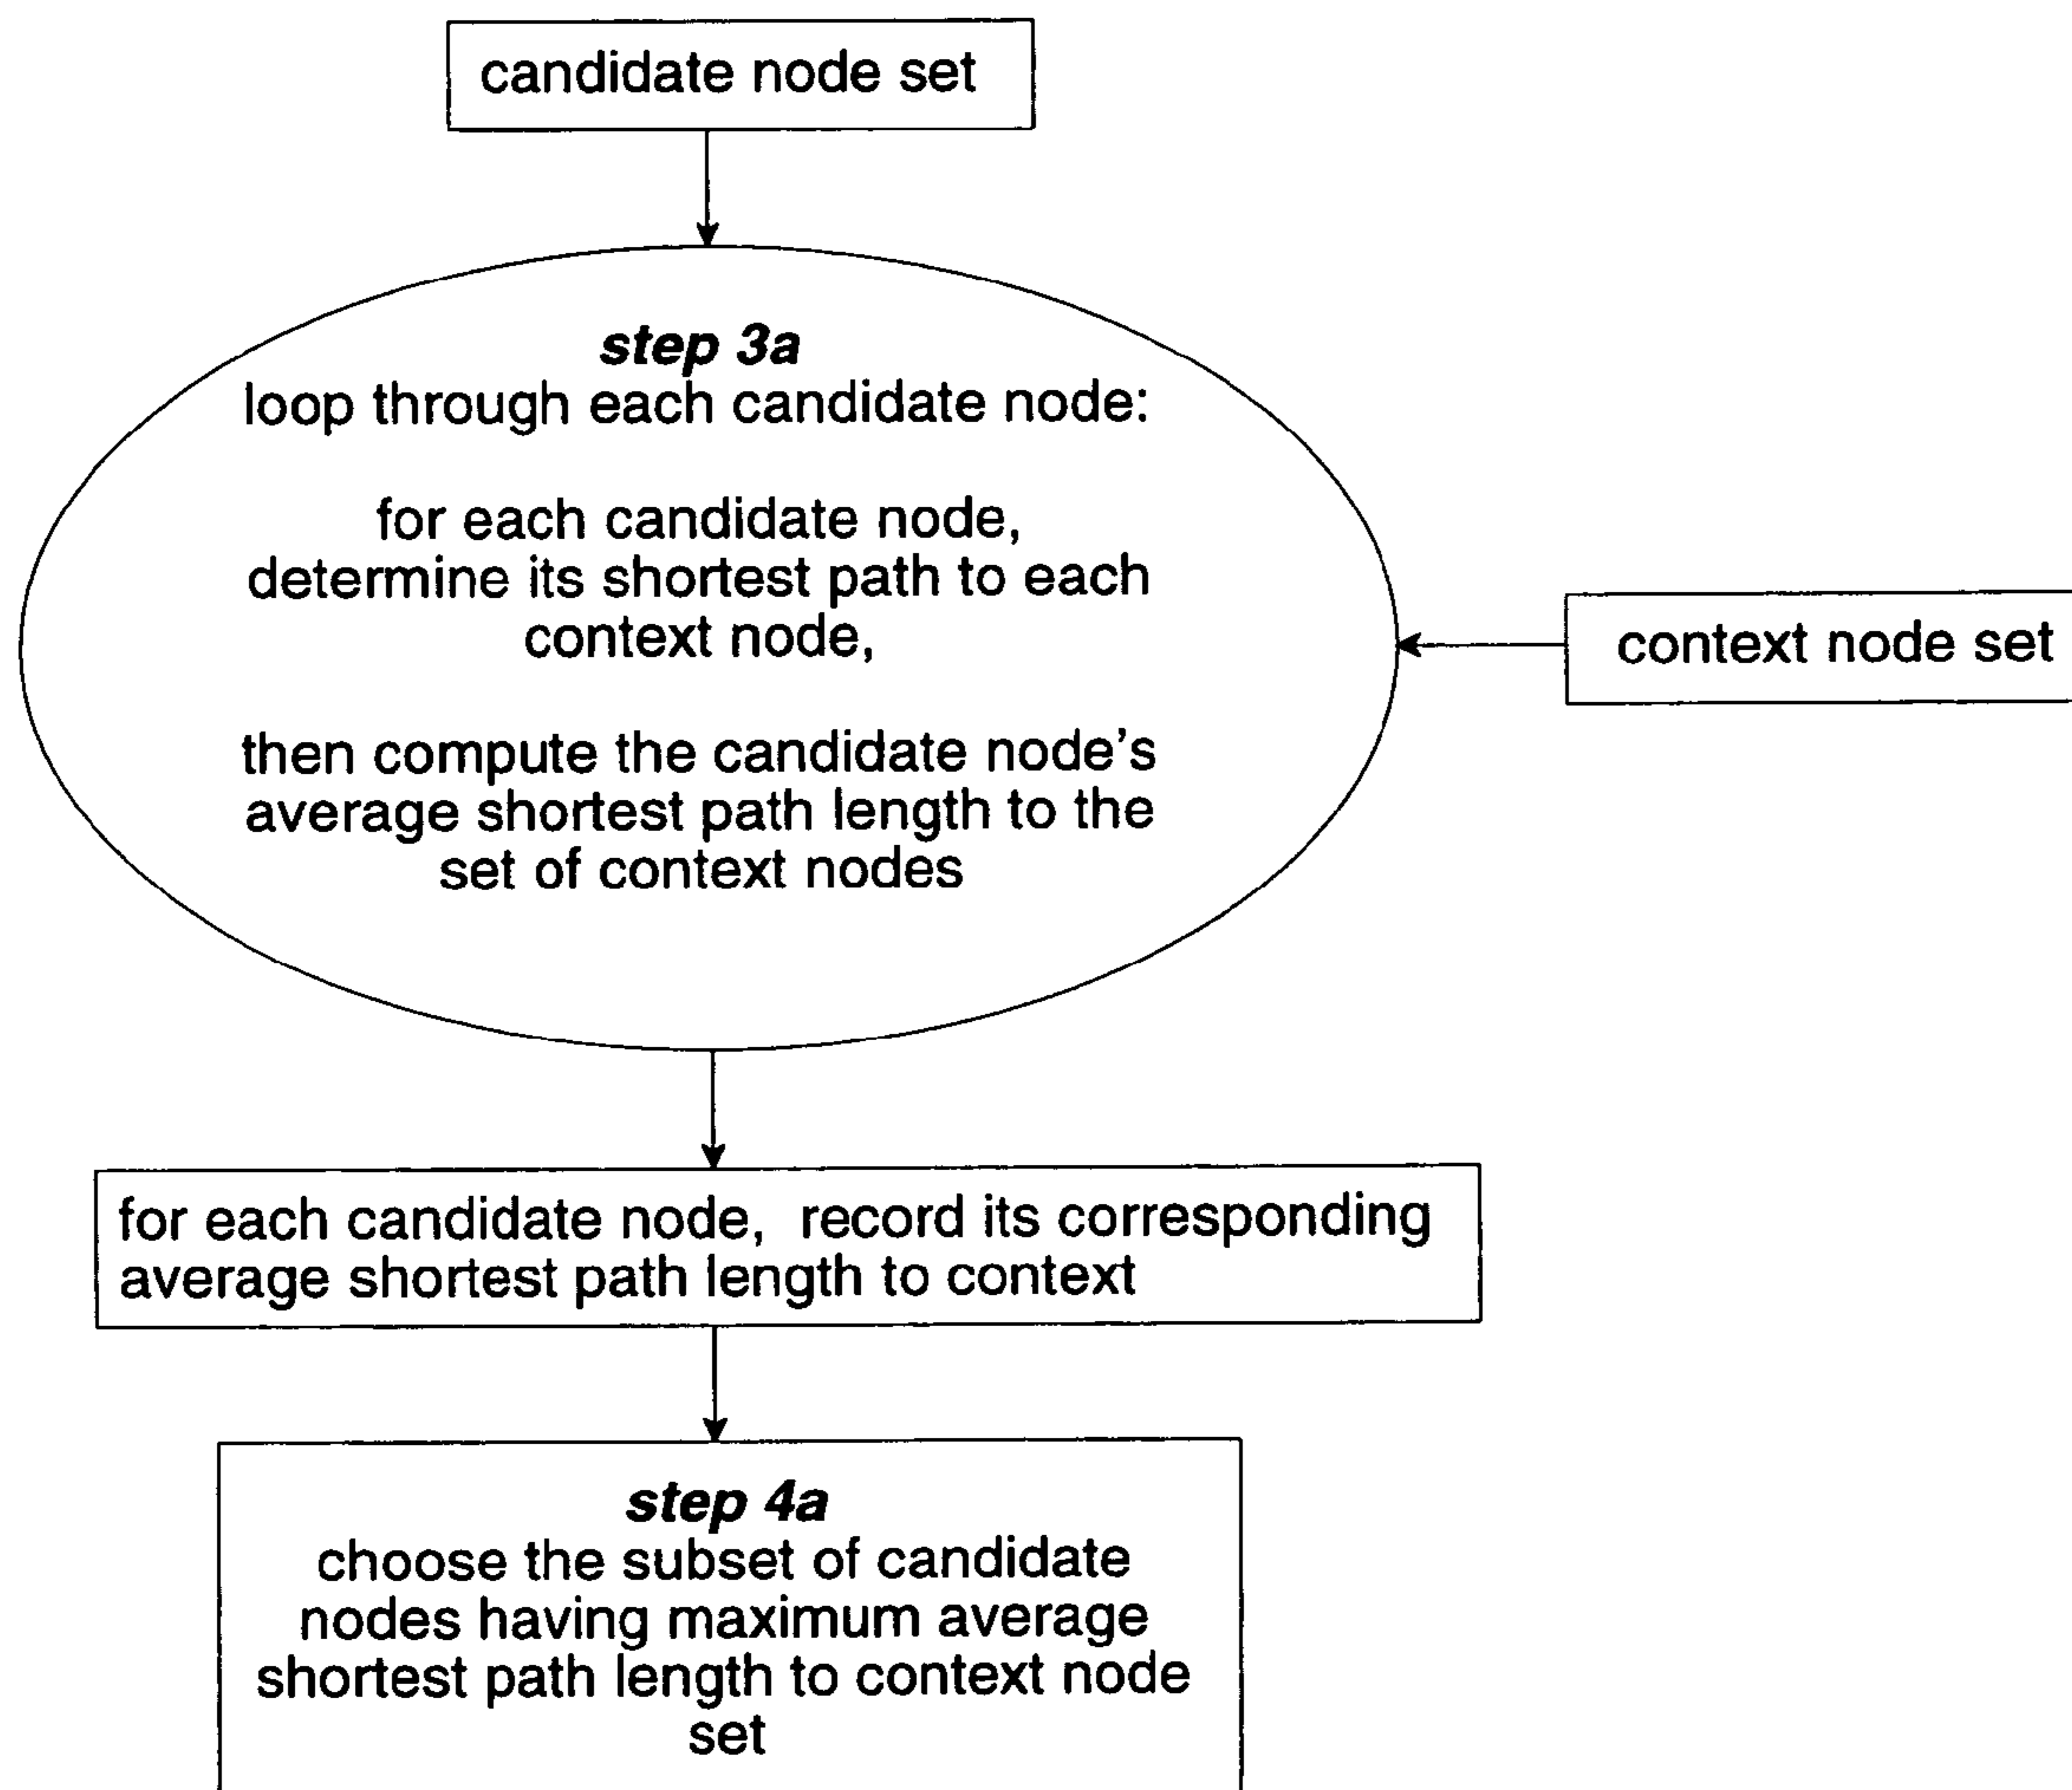 candidate node set
step 3a
loop through each candidate node:
for each candidate node,
determine its shortest path to each
context node,
then compute the candidate node's
average shortest path length to the
set of context nodes
context node set
for each candidate node, record its corresponding
average shortest path length to context
step 4a
choose the subset of candidate
nodes having maximum average
shortest path length to context node
set